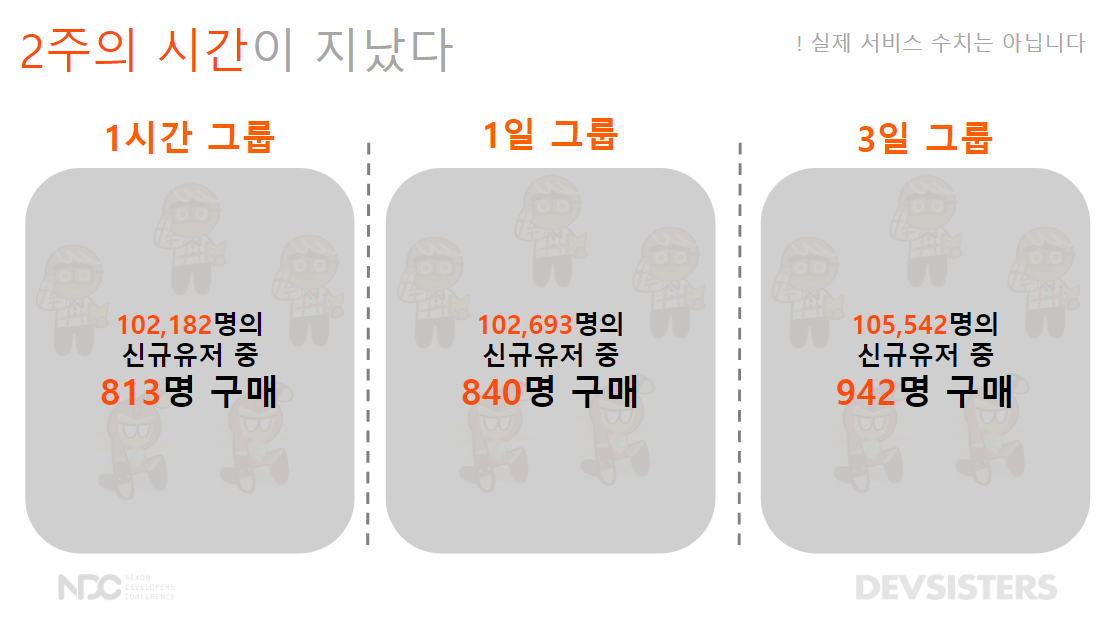 2주의 시간이 지났다
! 실제 서비스 수치는 아닙니다
1시간 그룹
102,182명의
신규유저 중
813명 구매
1일 그룹
102,693명의
신규유저 중
840명 구매
3일 그룹
105,542명의
신규유저 중
942명 구매
NDC
NEXON
DEVELOPERS
CONFERENCE
DEVSISTERS